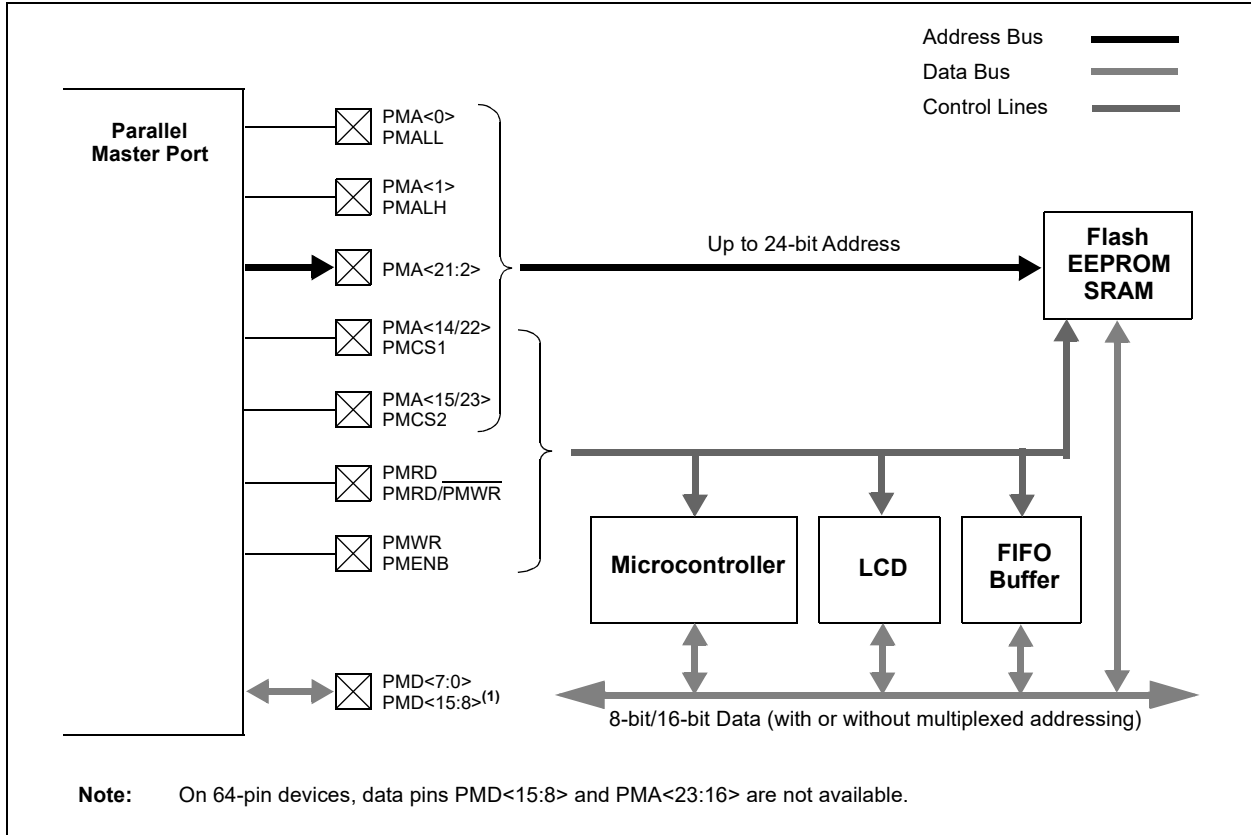 Address Bus
Data Bus
Control Lines
Parallel
Master Port
PMA<0>
PMALL
PMA<1>
PMALH
PMA<21:2>
PMA<14/22>
PMCS1
PMA<15/23>
PMCS2
PMRD
PMRD/PMWR
PMWR
PMENB
PMD<7:0>
PMD<15:8>(1)
Up to 24-bit Address
Flash
EEPROM
SRAM
Microcontroller
LCD
FIFO
Buffer
8-bit/16-bit Data (with or without multiplexed addressing)
Note: On 64-pin devices, data pins PMD<15:8> and PMA<23:16> are not available.